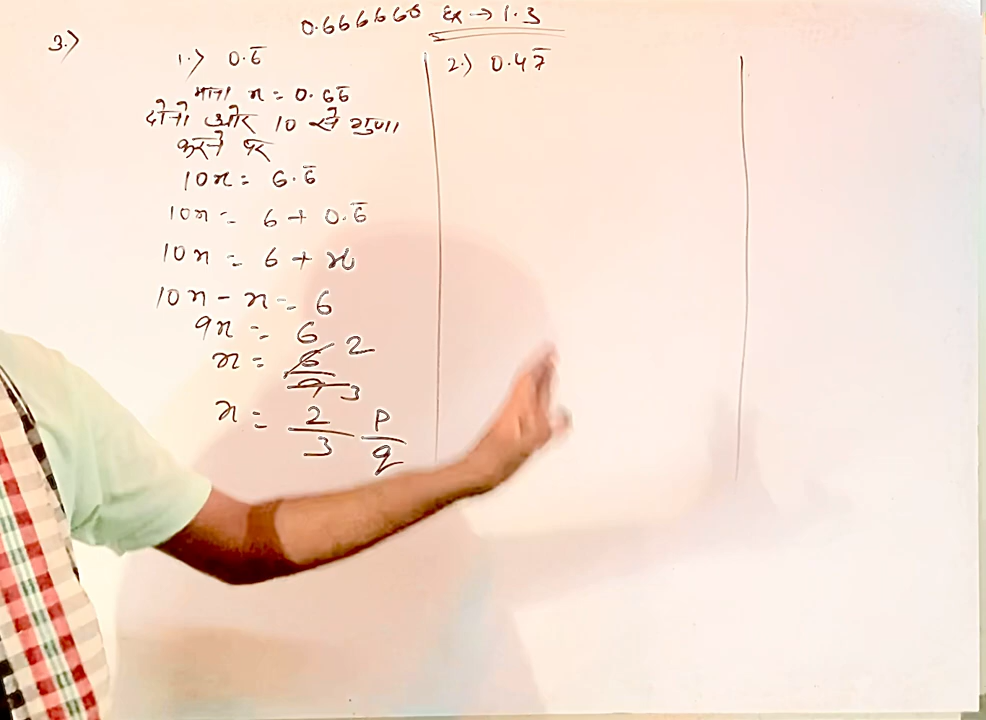 0.666666 Ex → 1.3
3.>
1.> 0.6̅
माना x = 0.66̅
दोनों ओर 10 से गुणा
करने पर
10x = 6.6̅
10x = 6 + 0.6̅
10x = 6 + x
10x - x = 6
9x = 6
x = 6/9 2 3
x = 2/3 P/q
2.> 0.47̅